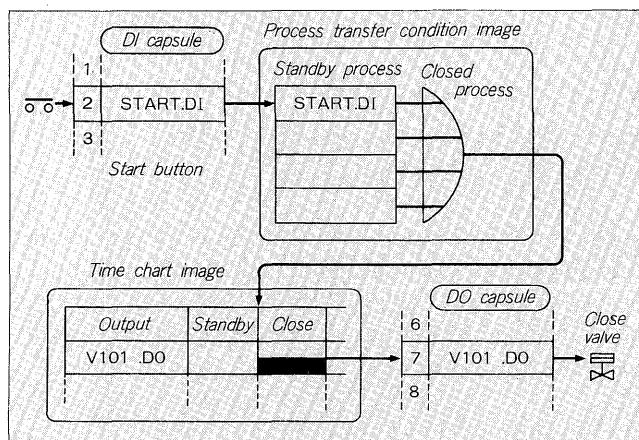 DI capsule
Process transfer condition image
Standby process
Closed process
1
2
START.DI
START.DI
3
Start button
Time chart image
DO capsule
Output
Standby
Close
6
Close valve
V101 .DO
7
V101 .DO
8